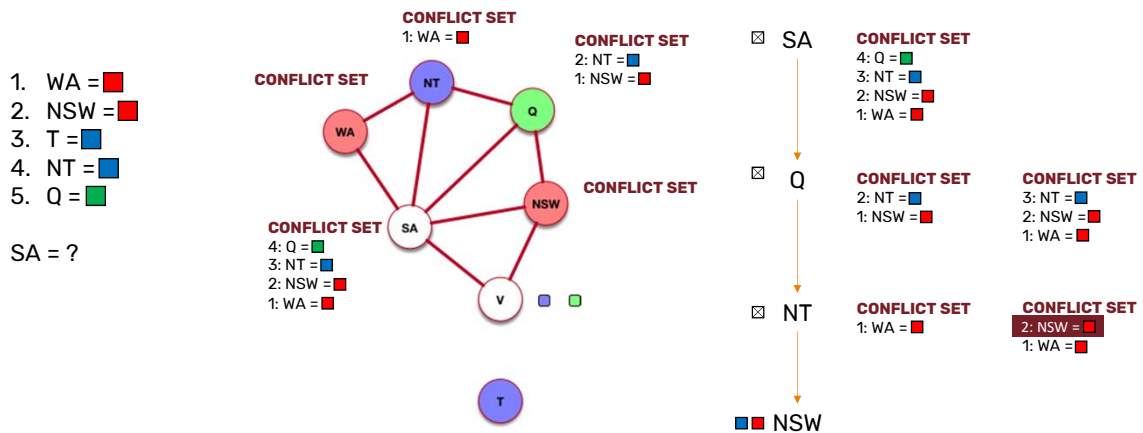 1. WA =
2. NSW =
3. T =
4. NT =
5. Q =
SA = ?
CONFLICT SET
1: WA =
CONFLICT SET
2: NT =
1: NSW =
CONFLICT SET
NT
Q
WA
CONFLICT SET
NSW
SA
CONFLICT SET
4: Q =
3: NT =
2: NSW =
1: WA =
V
T
SA
CONFLICT SET
4: Q =
3: NT =
2: NSW =
1: WA =
Q
CONFLICT SET
2: NT =
1: NSW =
CONFLICT SET
3: NT =
2: NSW =
1: WA =
NT
CONFLICT SET
1: WA =
CONFLICT SET
2: NSW =
1: WA =
NSW